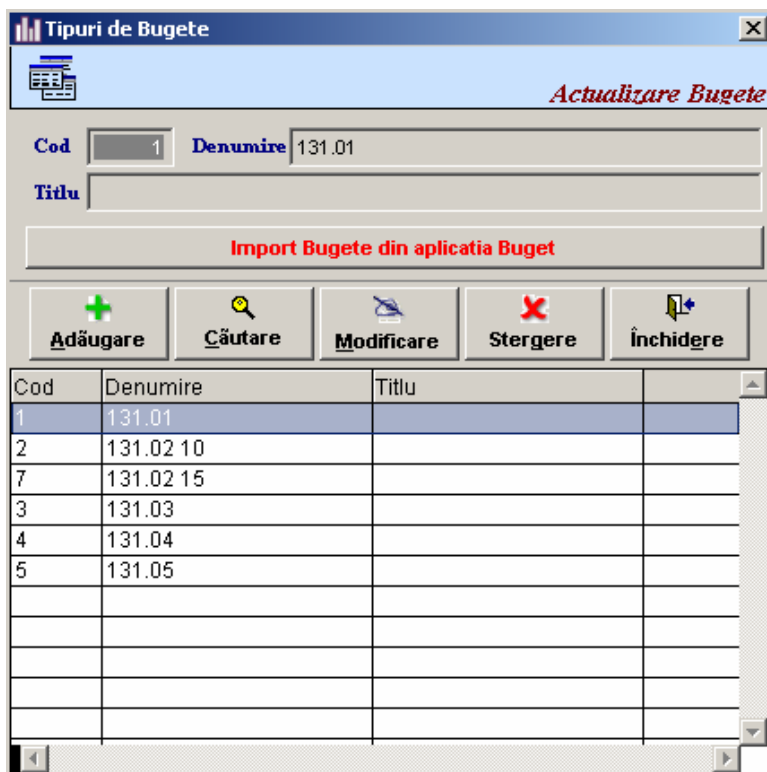 Tipuri de Bugete
Actualizare Bugete
Cod 1 Denumire 131.01
Titlu
Import Bugete din aplicatia Buget
Adãugare Cãutare Modificare Stergere Închidere
Cod Denumire Titlu
1 131.01
2 131.02 10
7 131.02 15
3 131.03
4 131.04
5 131.05